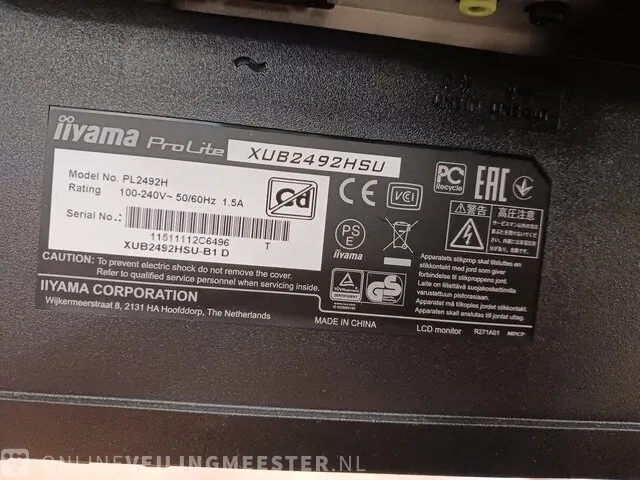 iiyama ProLite XUB2492HSU
Model No. PL2492H
Rating 100-240V~ 50/60Hz 1.5A
Cd
Serial No.:
11511112C6496 T
XUB2492HSU-B1 D
CAUTION: To prevent electric shock do not remove cover.
Refer to qualified service personnel when servicing inside.
IIYAMA CORPORATION
Wijkermeerstraat 8, 2131 HA Hoofddorp, The Netherlands
CE VCI
PS
E
iiyama
GS
MADE IN CHINA
PC
Recycle
EAC
警告 高圧注意
Apparatets stikprop skal tilsluttes en
stikkontakt med jord som giver
forbindelse til stikproppens jord.
Laite on liitettävä suojakoskettimilla
varustettuun pistorasiaan.
Apparatet må tilkoples jordet stikkontakt.
Apparaten skall anslutas till jordat uttag.
LCD monitor R271A01
ONLINEVEILINGMEESTER.NL